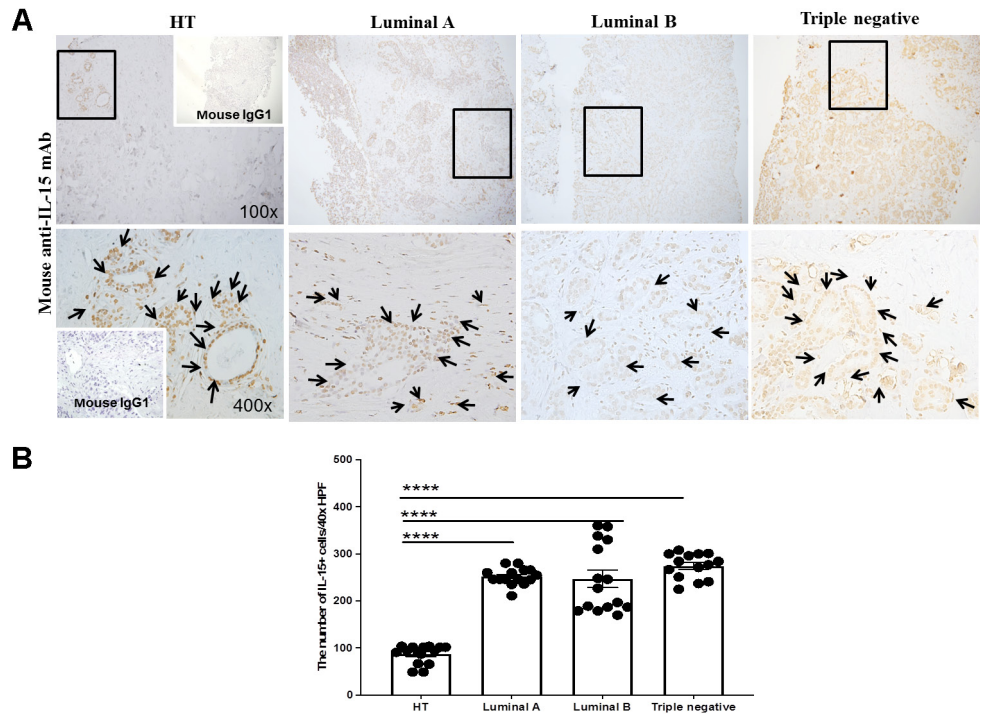 A
HT
Luminal A
Luminal B
Triple negative
Mouse anti-IL-15 mAb
Mouse IgG1
100x
Mouse IgG1
400x
B
The number of IL-15+ cells/40x HPF
500
400
300
200
100
0
****
****
****
HT
Luminal A
Luminal B
Triple negative